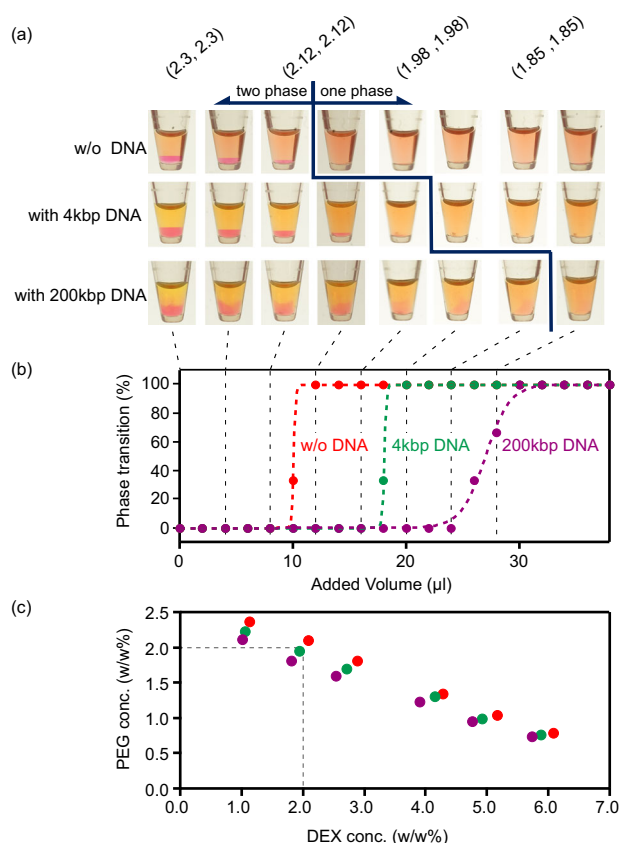 (a)
(2.3, 2.3)
(2.12, 2.12)
(1.98 ,1.98)
(1.85 ,1.85)
two phase
one phase
w/o DNA
with 4kbp DNA
with 200kbp DNA
(b)
Phase transition (%)
100
80
60
40
20
0
w/o DNA
4kbp DNA
200kbp DNA
0
10
20
30
Added Volume (µl)
(c)
PEG conc. (w/w%)
2.5
2.0
1.5
1.0
0.5
0.0
0.0
1.0
2.0
3.0
4.0
5.0
6.0
7.0
DEX conc. (w/w%)